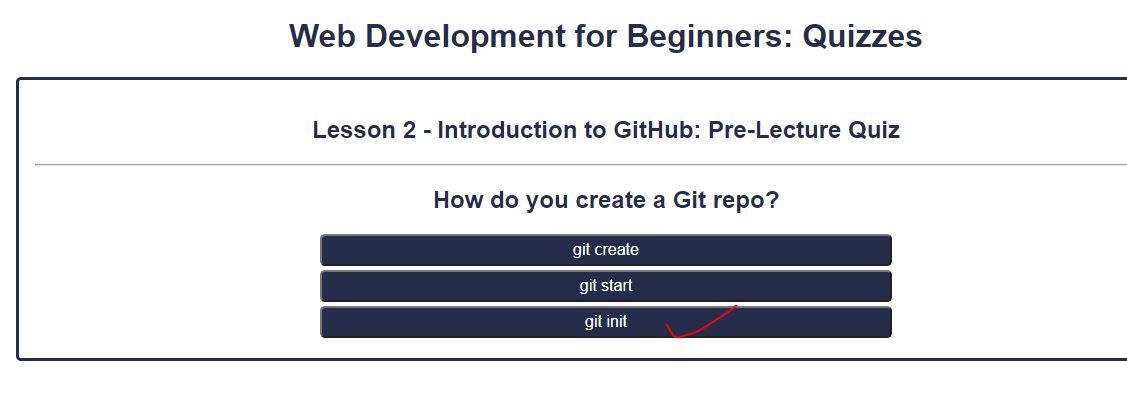 Web Development for Beginners: Quizzes
Lesson 2 - Introduction to GitHub: Pre-Lecture Quiz
How do you create a Git repo?
git create
git start
git init